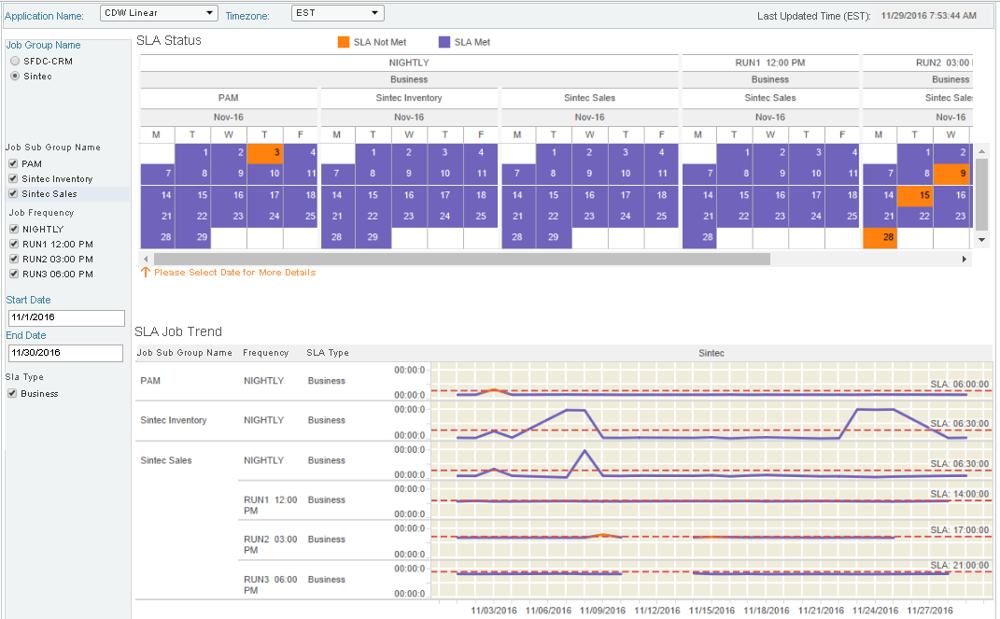 Application Name: CDW Linear Timezone: EST Last Updated Time (EST): 11/29/2016 7:53:44 AM
Job Group Name
SFDC-CRM
Sintec
Job Sub Group Name
PAM
Sintec Inventory
Sintec Sales
Job Frequency
NIGHTLY
RUN1 12:00 PM
RUN2 03:00 PM
RUN3 06:00 PM
Start Date
11/1/2016
End Date
11/30/2016
Sla Type
Business
SLA Status SLA Not Met SLA Met
NIGHTLY RUN1 12:00 PM RUN2 03:00
Business Business Business
PAM Sintec Inventory Sintec Sales Sintec Sales Sintec Sale
Nov-16 Nov-16 Nov-16 Nov-16 Nov-16
M T W T F M T W T F M T W T F M T W T F M T W
1 2 3 4 1 2 3 4 1 2 3 4 1 2 3 4 1 2
7 8 9 10 11 7 8 9 10 11 7 8 9 10 11 7 8 9 10 11 7 8 9
14 15 16 17 18 14 15 16 17 18 14 15 16 17 18 14 15 16 17 18 14 15 16
21 22 23 24 25 21 22 23 24 25 21 22 23 24 25 21 22 23 24 25 21 22 23
28 29 28 29 28 29 28 28
Please Select Date for More Details
SLA Job Trend
Job Sub Group Name Frequency SLA Type Sintec
00:00:0
PAM NIGHTLY Business SLA: 06:00:00
00:00:0
00:00:0
Sintec Inventory NIGHTLY Business SLA: 06:30:00
00:00:0
00:00:0
Sintec Sales NIGHTLY Business SLA: 06:30:00
00:00:0
00:00:0
RUN1 12:00 Business SLA: 14:00:00
PM
00:00:0
00:00:0
RUN2 03:00 Business SLA: 17:00:00
PM
00:00:0
00:00:0
RUN3 06:00 Business SLA: 21:00:00
PM
00:00:0
11/03/2016 11/06/2016 11/09/2016 11/12/2016 11/15/2016 11/18/2016 11/21/2016 11/24/2016 11/27/2016